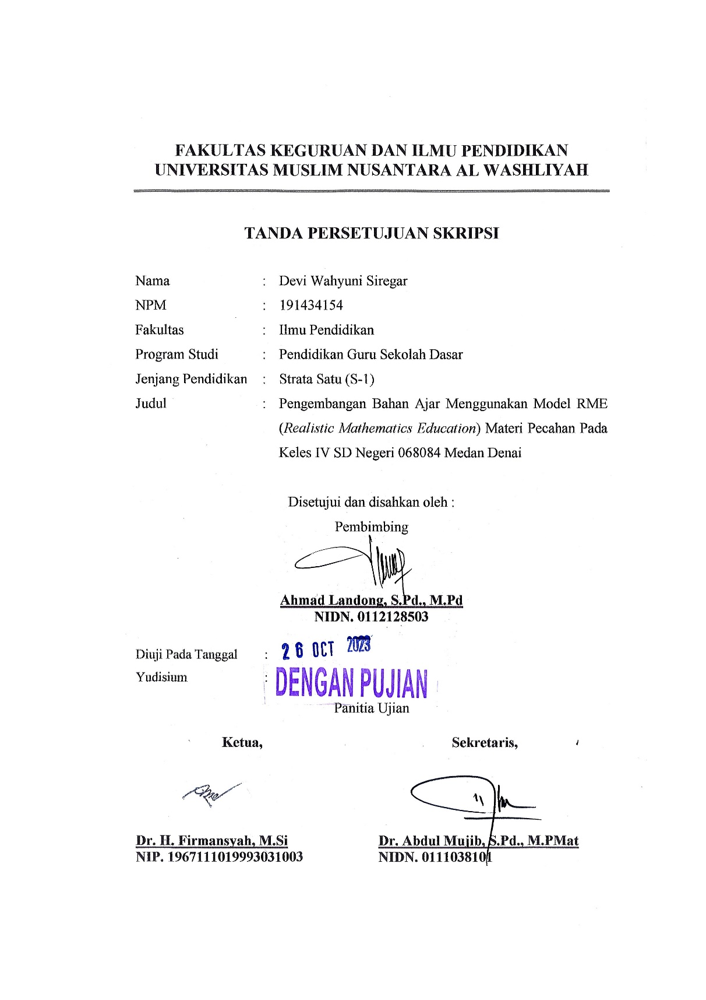 FAKULTAS KEGURUAN DAN ILMU PENDIDIKAN
UNIVERSITAS MUSLIM NUSANTARA AL WASHLIYAH
TANDA PERSETUJUAN SKRIPSI
Nama : Devi Wahyuni Siregar
NPM : 191434154
Fakultas : Ilmu Pendidikan
Program Studi : Pendidikan Guru Sekolah Dasar
Jenjang Pendidikan : Strata Satu (S-1)
Judul : Pengembangan Bahan Ajar Menggunakan Model RME
(Realistic Mathematics Education) Materi Pecahan Pada
Keles IV SD Negeri 068084 Medan Denai
Disetujui dan disahkan oleh :
Pembimbing
Ahmad Landong, S.Pd., M.Pd
NIDN. 0112128503
Diuji Pada Tanggal : 26 OCT 2023
Yudisium : DENGAN PUJIAN
Panitia Ujian
Ketua, Sekretaris,
Dr. H. Firmansyah, M.Si Dr. Abdul Mujib, S.Pd., M.PMat
NIP. 1967111019993031003 NIDN. 0111038101